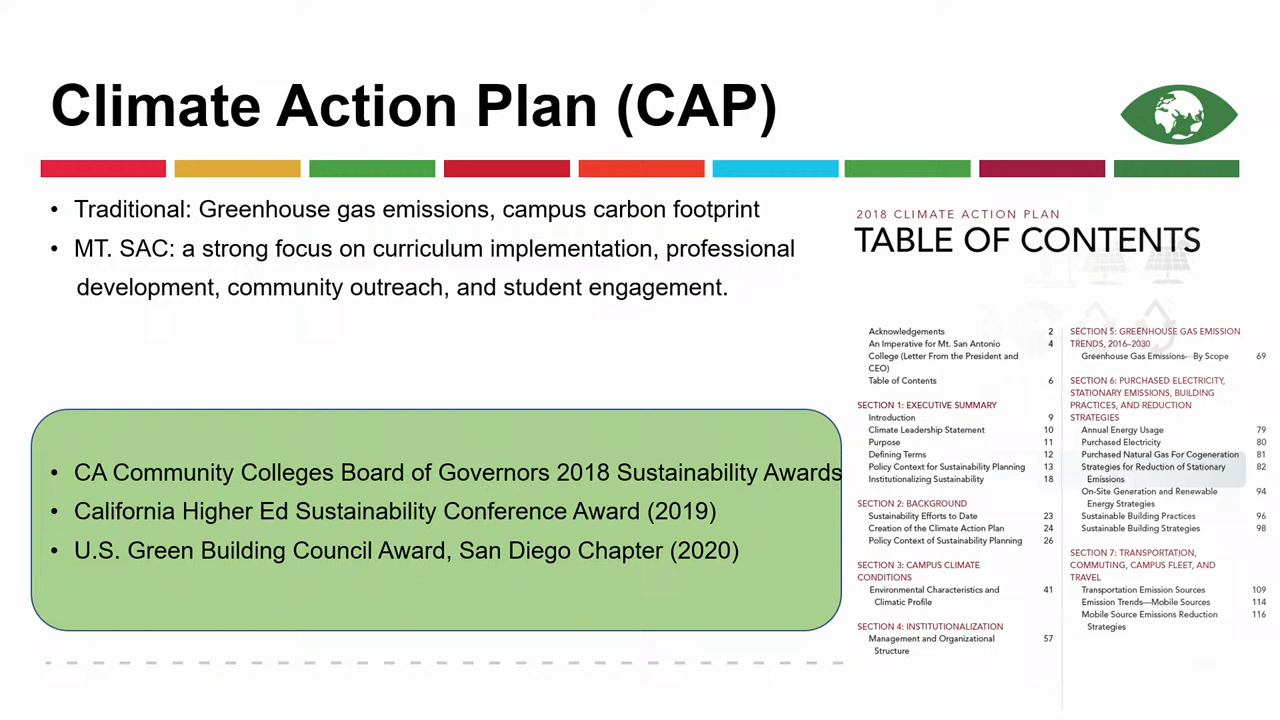 Climate Action Plan (CAP)
• Traditional: Greenhouse gas emissions, campus carbon footprint
• MT. SAC: a strong focus on curriculum implementation, professional
development, community outreach, and student engagement.
• CA Community Colleges Board of Governors 2018 Sustainability Awards
• California Higher Ed Sustainability Conference Award (2019)
• U.S. Green Building Council Award, San Diego Chapter (2020)
2018 CLIMATE ACTION PLAN
TABLE OF CONTENTS
Acknowledgements 2
An Imperative for Mt. San Antonio 4
College (Letter From the President and
CEO)
Table of Contents 6
SECTION 1: EXECUTIVE SUMMARY
Introduction 9
Climate Leadership Statement 10
Purpose 11
Defining Terms 12
Policy Context for Sustainability Planning 13
Institutionalizing Sustainability 18
SECTION 2: BACKGROUND
Sustainability Efforts to Date 23
Creation of the Climate Action Plan 24
Policy Context of Sustainability Planning 26
SECTION 3: CAMPUS CLIMATE
CONDITIONS
Environmental Characteristics and 41
Climatic Profile
SECTION 4: INSTITUTIONALIZATION
Management and Organizational 57
Structure
SECTION 5: GREENHOUSE GAS EMISSION
TRENDS, 2016–2030
Greenhouse Gas Emissions- By Scope 69
SECTION 6: PURCHASED ELECTRICITY,
STATIONARY EMISSIONS, BUILDING
PRACTICES, AND REDUCTION
STRATEGIES
Annual Energy Usage 79
Purchased Electricity 80
Purchased Natural Gas For Cogeneration 81
Strategies for Reduction of Stationary 82
Emissions
On-Site Generation and Renewable 94
Energy Strategies
Sustainable Building Practices 96
Sustainable Building Strategies 98
SECTION 7: TRANSPORTATION,
COMMUTING, CAMPUS FLEET, AND
TRAVEL
Transportation Emission Sources 109
Emission Trends—Mobile Sources 114
Mobile Source Emissions Reduction 116
Strategies